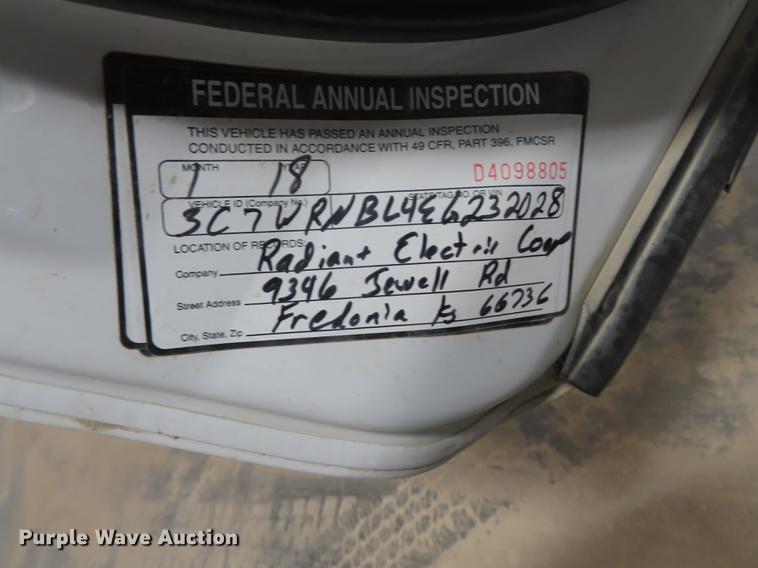 FEDERAL ANNUAL INSPECTION
THIS VEHICLE HAS PASSED AN ANNUAL INSPECTION
CONDUCTED IN ACCORDANCE WITH 49 CFR, PART 396, FMCSR
MONTH YEAR
1 18 D4098805
VEHICLE ID (Company No.) STATE TAG NO. OR VIN
3C7WRNBL4EG232028
LOCATION OF RECORDS:
Company Radiant Electric Coop
Street Address 9346 Jewell Rd
City, State, Zip Fredonia Ks 66736
Purple Wave Auction